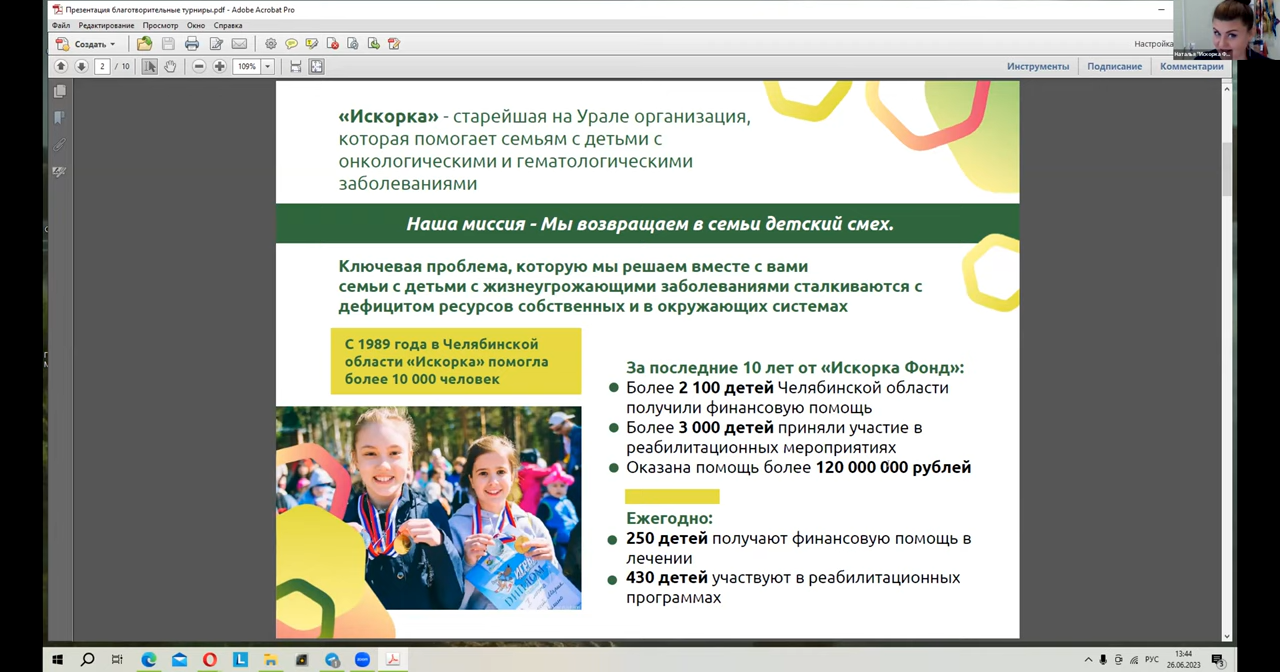 Презентация благотворительные турниры.pdf - Adobe Acrobat Pro
Файл Редактирование Просмотр Окно Справка
Создать
Настройка
2 / 10
109%
Инструменты Подписание Комментарии
«Искорка» - старейшая на Урале организация,
которая помогает семьям с детьми с
онкологическими и гематологическими
заболеваниями
Наша миссия - Мы возвращаем в семьи детский смех.
Ключевая проблема, которую мы решаем вместе с вами
семьи с детьми с жизнеугрожающими заболеваниями сталкиваются с
дефицитом ресурсов собственных и в окружающих системах
С 1989 года в Челябинской
области «Искорка» помогла
более 10 000 человек
За последние 10 лет от «Искорка Фонд»:
Более 2 100 детей Челябинской области
получили финансовую помощь
Более 3 000 детей приняли участие в
реабилитационных мероприятиях
Оказана помощь более 120 000 000 рублей
Ежегодно:
250 детей получают финансовую помощь в
лечении
430 детей участвуют в реабилитационных
программах
РУС
13:44
26.06.2023